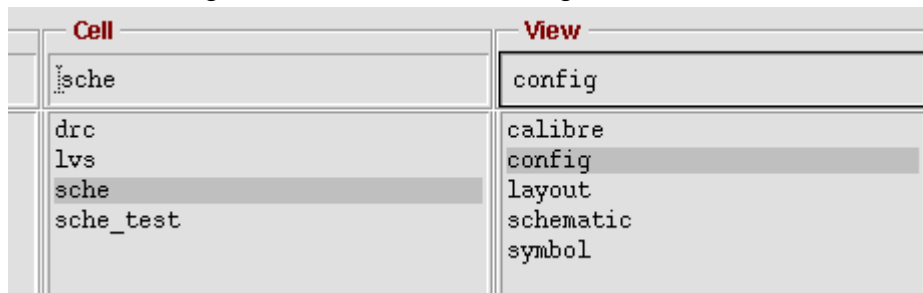 Cell
View
sche
config
drc
lvs
sche
sche_test
calibre
config
layout
schematic
symbol